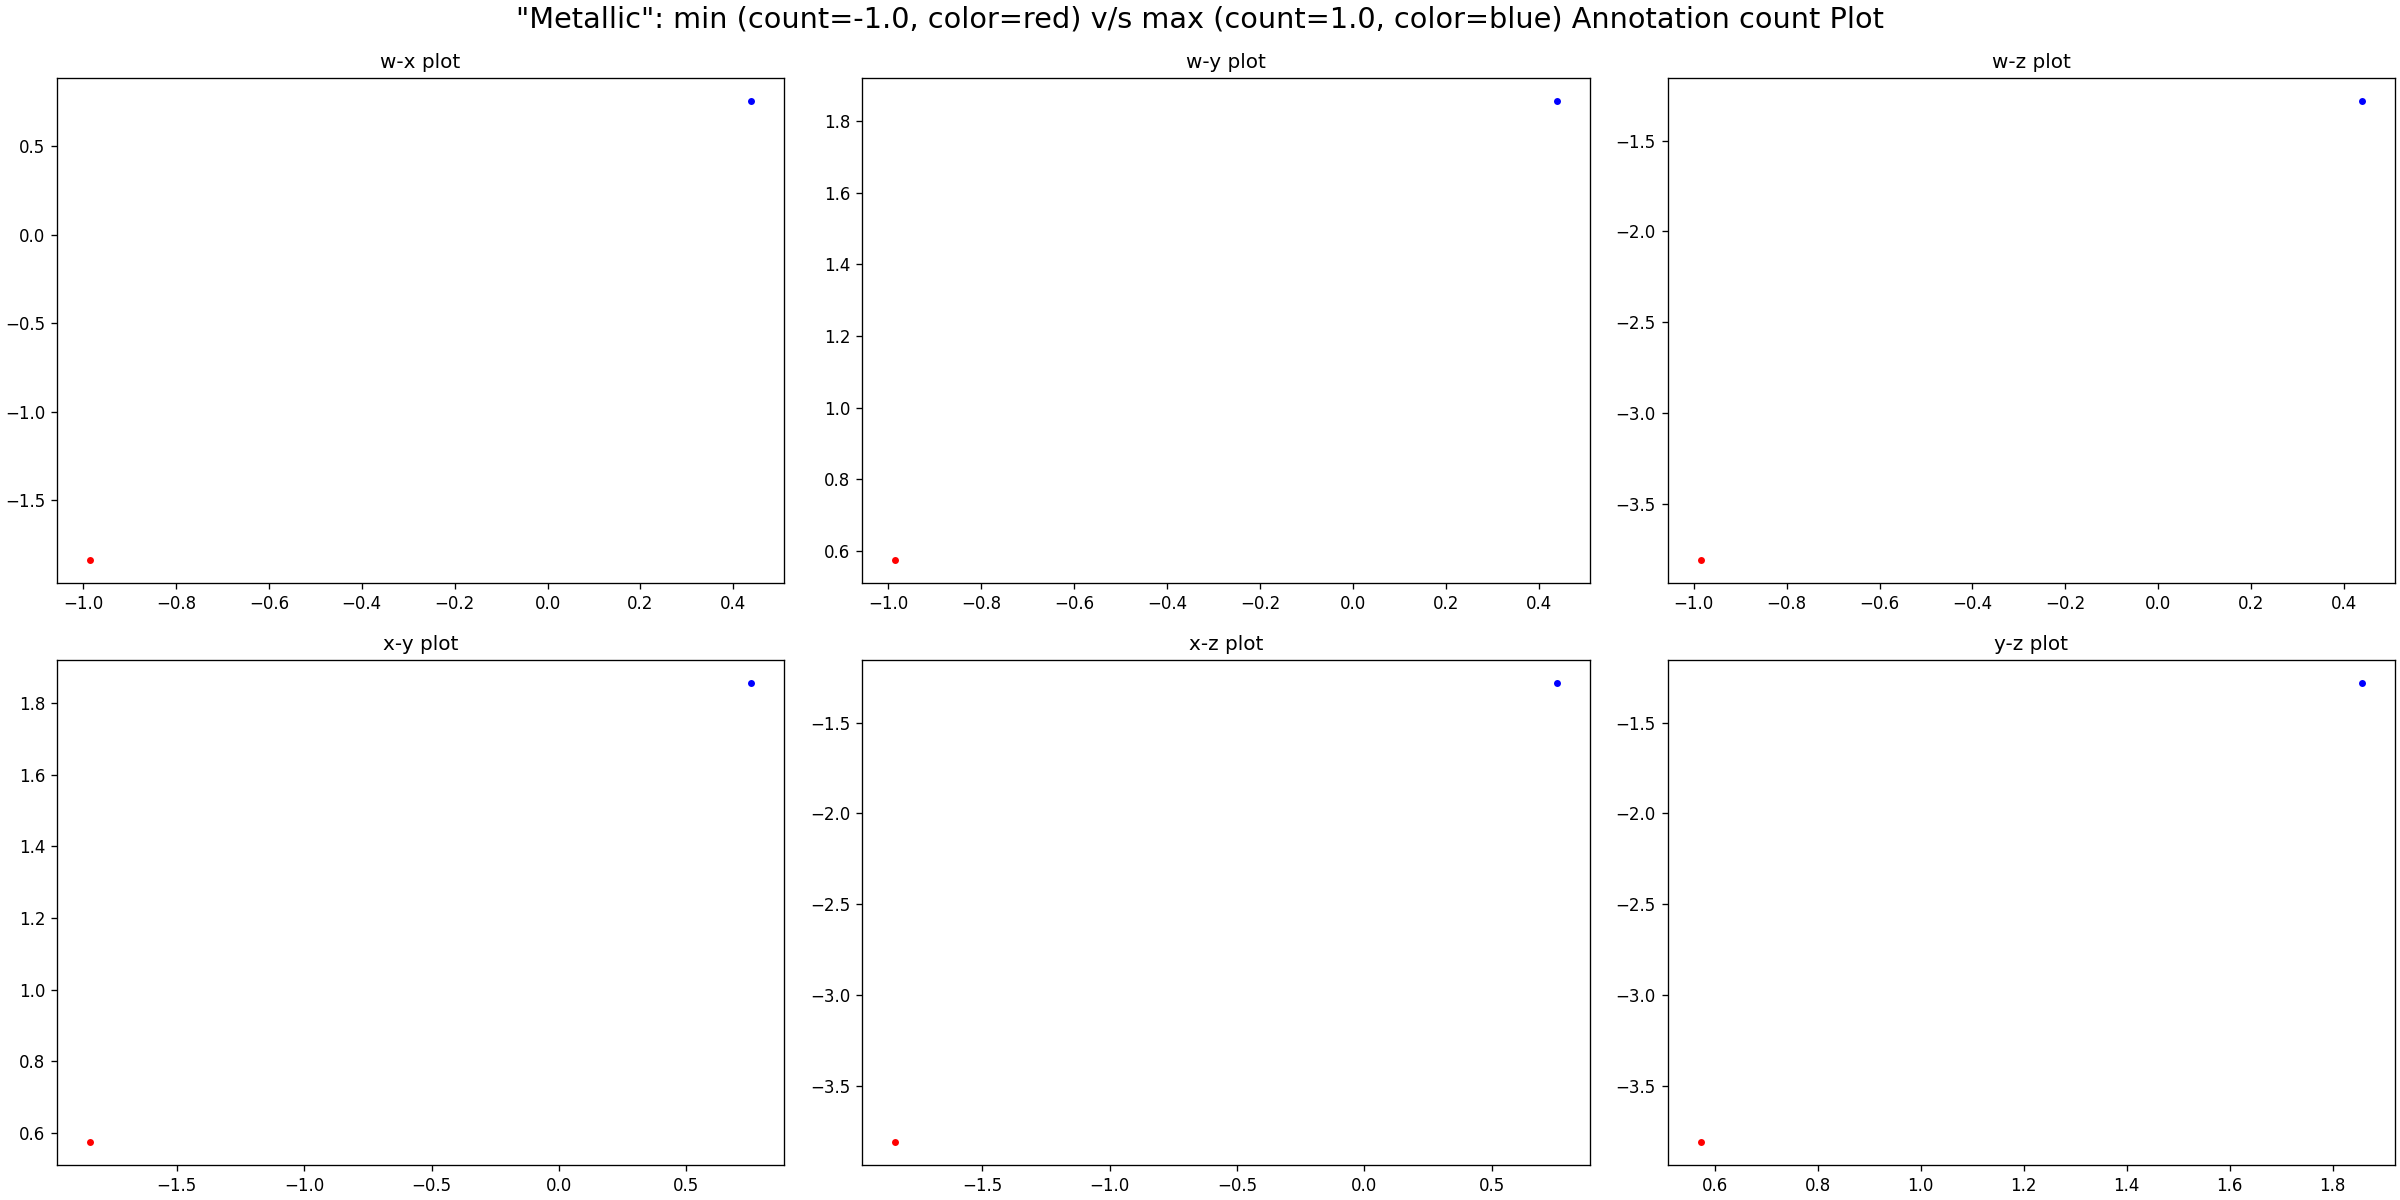 "Metallic": min (count=-1.0, color=red) v/s max (count=1.0, color=blue) Annotation count Plot
w-x plot
0.5
0.0
−0.5
−1.0
−1.5
−1.0 −0.8 −0.6 −0.4 −0.2 0.0 0.2 0.4
w-y plot
1.8
1.6
1.4
1.2
1.0
0.8
0.6
−1.0 −0.8 −0.6 −0.4 −0.2 0.0 0.2 0.4
w-z plot
−1.5
−2.0
−2.5
−3.0
−3.5
−1.0 −0.8 −0.6 −0.4 −0.2 0.0 0.2 0.4
x-y plot
1.8
1.6
1.4
1.2
1.0
0.8
0.6
−1.5 −1.0 −0.5 0.0 0.5
x-z plot
−1.5
−2.0
−2.5
−3.0
−3.5
−1.5 −1.0 −0.5 0.0 0.5
y-z plot
−1.5
−2.0
−2.5
−3.0
−3.5
0.6 0.8 1.0 1.2 1.4 1.6 1.8